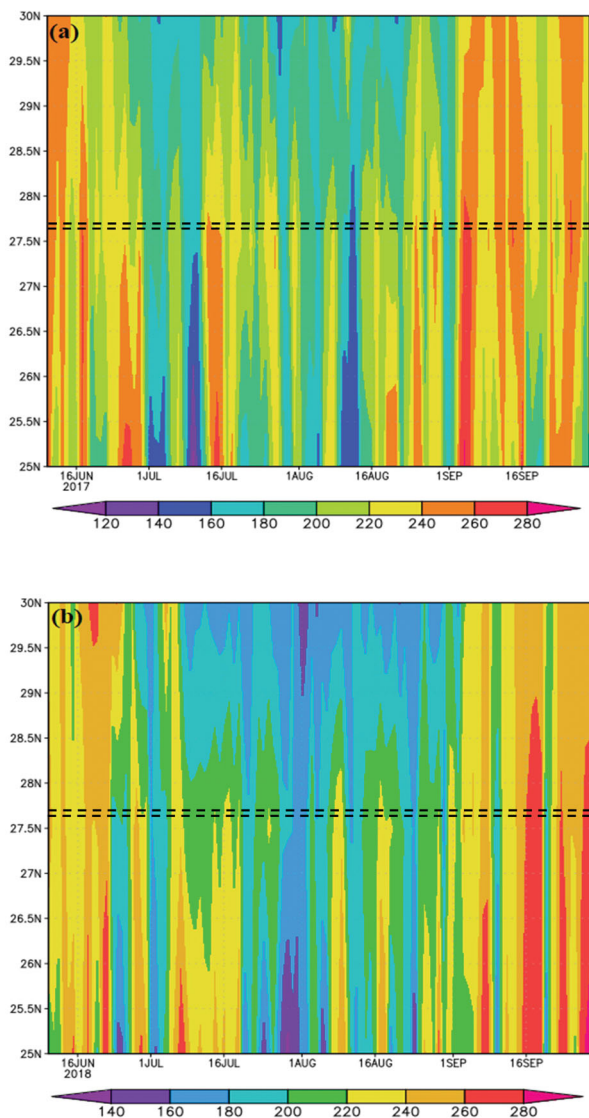 (a)
30N
29.5N
29N
28.5N
28N
27.5N
27N
26.5N
26N
25.5N
25N
16JUN 1JUL 16JUL 1AUG 16AUG 1SEP 16SEP
2017
120 140 160 180 200 220 240 260 280
(b)
30N
29.5N
29N
28.5N
28N
27.5N
27N
26.5N
26N
25.5N
25N
16JUN 1JUL 16JUL 1AUG 16AUG 1SEP 16SEP
2018
140 160 180 200 220 240 260 280